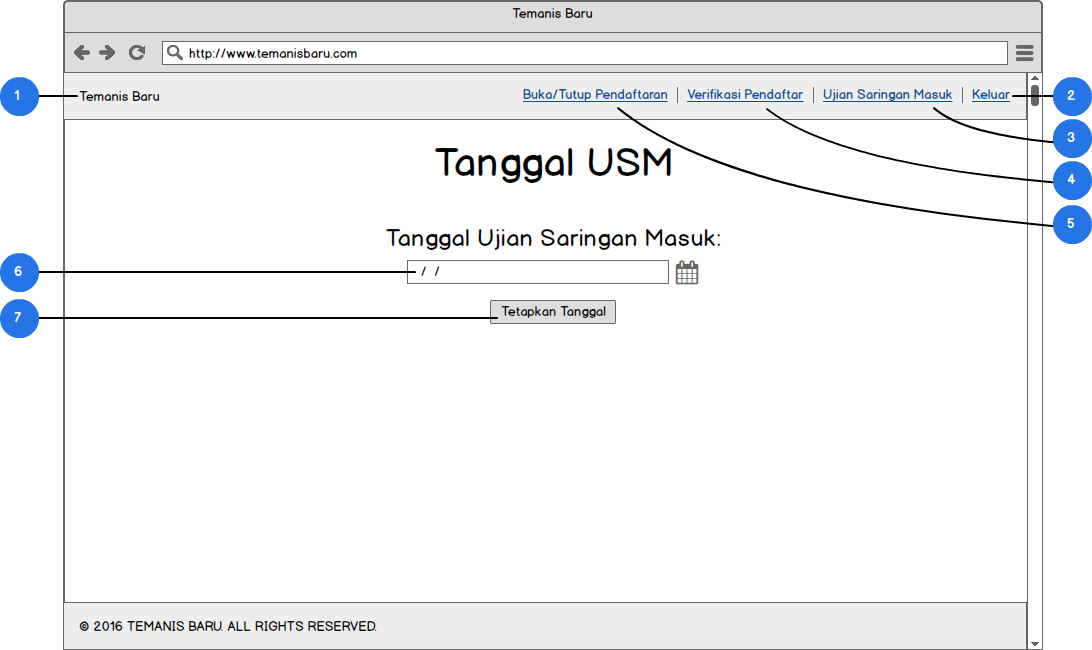 Temanis Baru
http://www.temanisbaru.com
1
Temanis Baru
Buka/Tutup Pendaftaran | Verifikasi Pendaftar | Ujian Saringan Masuk | Keluar
2
3
4
5
Tanggal USM
Tanggal Ujian Saringan Masuk:
6
/ /
7
Tetapkan Tanggal
© 2016 TEMANIS BARU. ALL RIGHTS RESERVED.